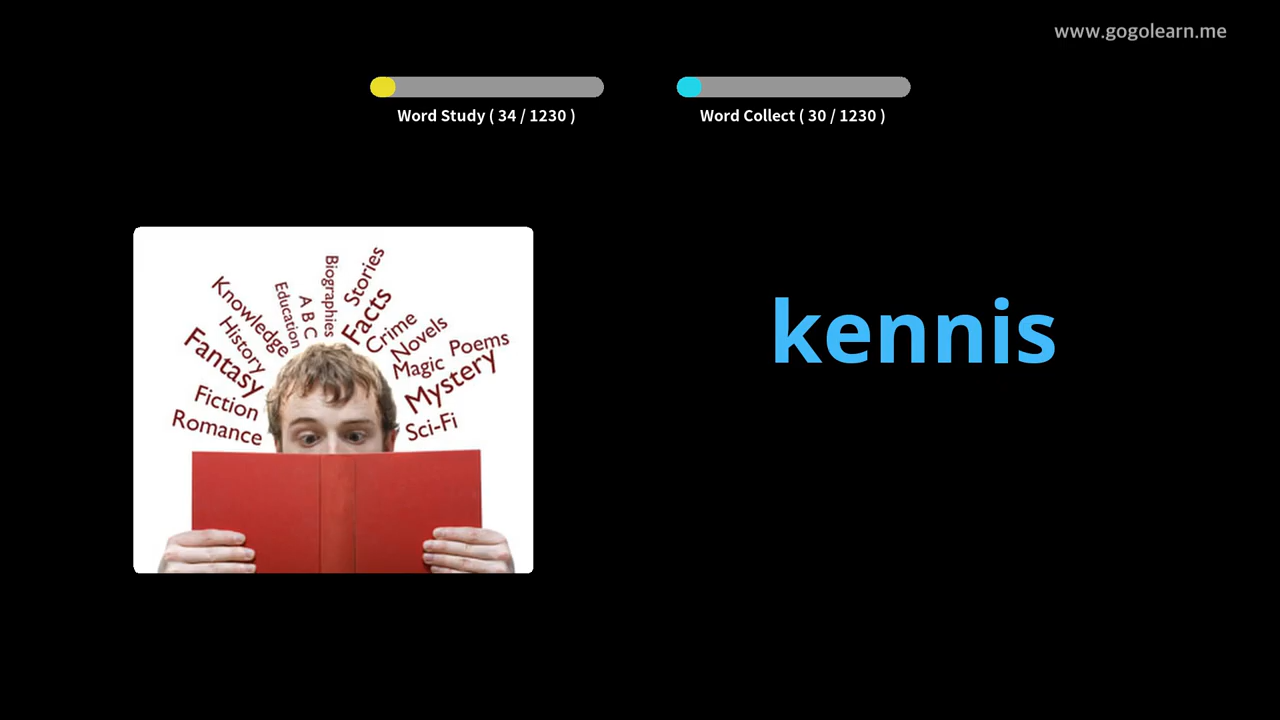 www.gogolearn.me
Word Study ( 34 / 1230 )
Word Collect ( 30 / 1230 )
kennis
Romance
Fiction
Fantasy
History
Knowledge
Education
A B C
Biographies
Stories
Facts
Crime
Novels
Magic
Poems
Mystery
Sci-Fi